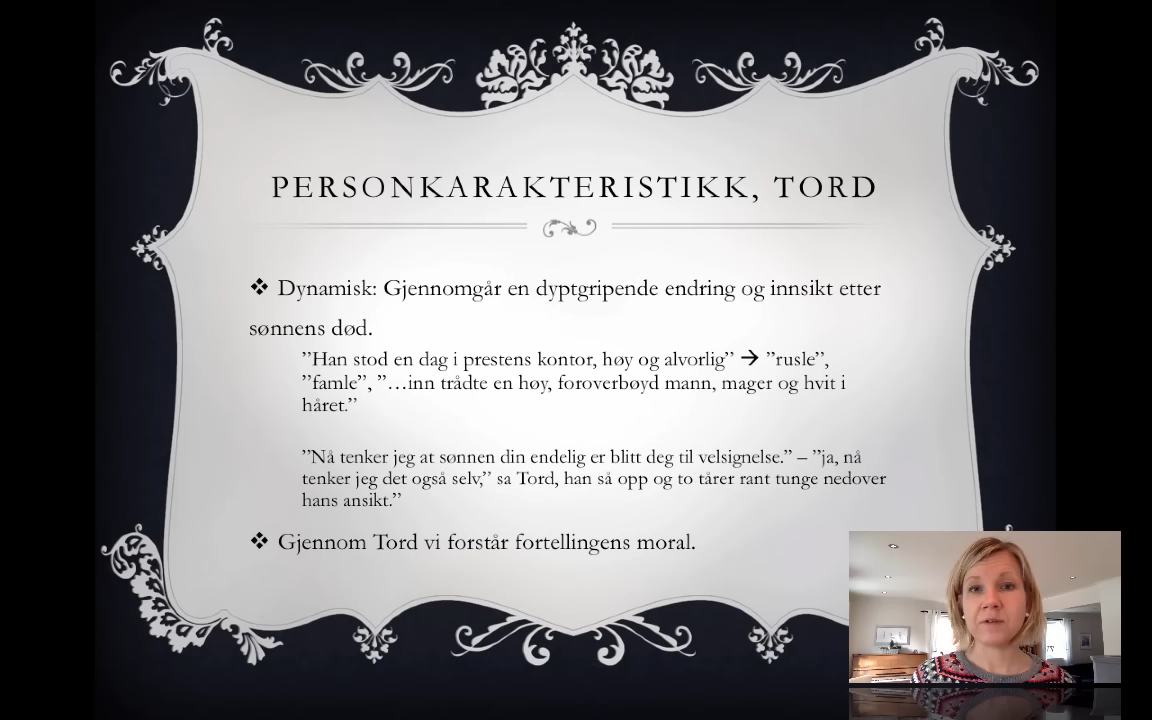 PERSONKARAKTERISTIKK, TORD
❖ Dynamisk: Gjennomgår en dyptgripende endring og innsikt etter
sønnens død.
”Han stod en dag i prestens kontor, høy og alvorlig” → ”rusle”,
”famle”, ”…inn trådte en høy, foroverbøyd mann, mager og hvit i
håret.”
”Nå tenker jeg at sønnen din endelig er blitt deg til velsignelse.” – ”ja, nå
tenker jeg det også selv,” sa Tord, han så opp og to tårer rant tunge nedover
hans ansikt.”
❖ Gjennom Tord vi forstår fortellingens moral.